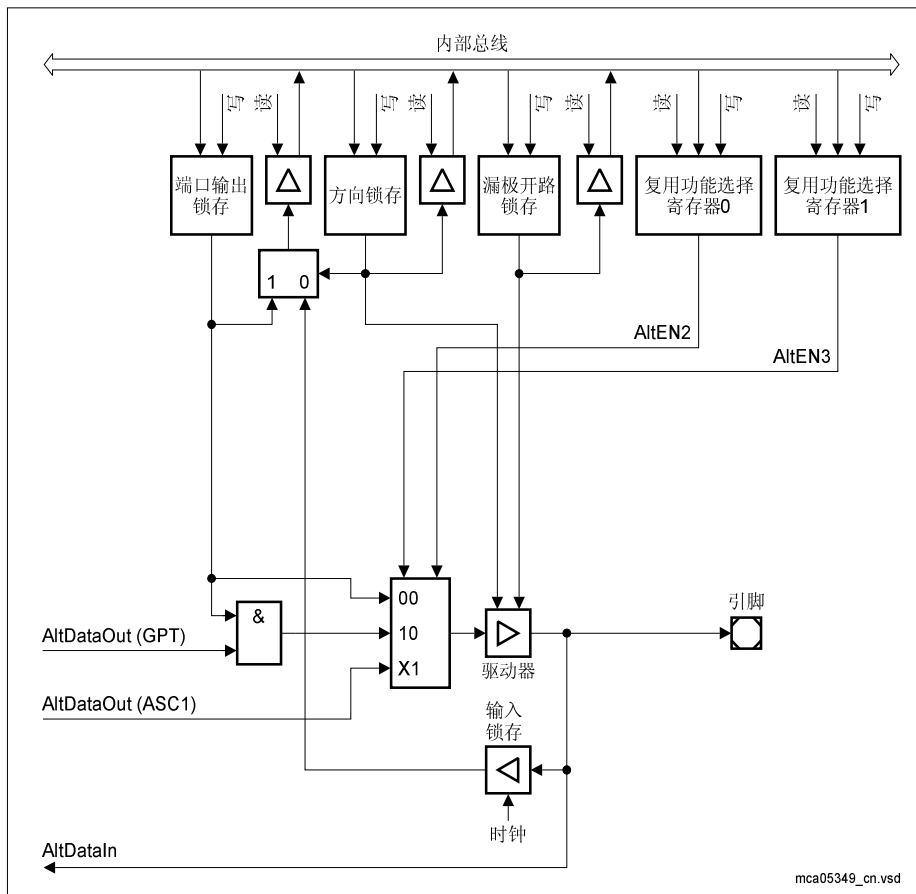 内部总线
写
读
写
读
写
读
读
写
读
写
端口输出
锁存
方向锁存
漏极开路
锁存
复用功能选择
寄存器0
复用功能选择
寄存器1
1 0
AltEN2
AltEN3
00
&
10
X1
AltDataOut (GPT)
引脚
驱动器
AltDataOut (ASC1)
输入
锁存
时钟
AltDataIn
mca05349_cn.vsd